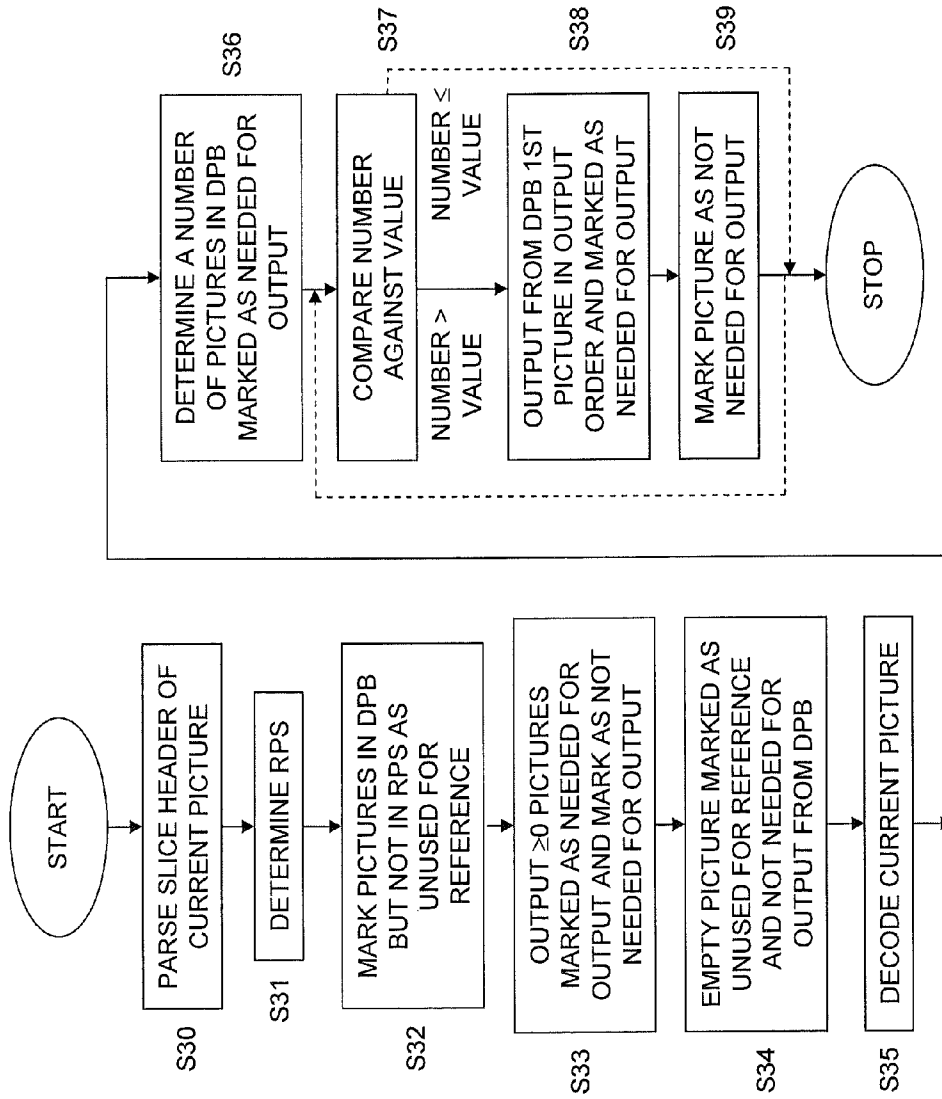 START
S30
PARSE SLICE HEADER OF
CURRENT PICTURE
S31
DETERMINE RPS
S32
MARK PICTURES IN DPB
BUT NOT IN RPS AS
UNUSED FOR
REFERENCE
S33
OUTPUT ≥0 PICTURES
MARKED AS NEEDED FOR
OUTPUT AND MARK AS NOT
NEEDED FOR OUTPUT
S34
EMPTY PICTURE MARKED AS
UNUSED FOR REFERENCE
AND NOT NEEDED FOR
OUTPUT FROM DPB
S35
DECODE CURRENT PICTURE
S36
DETERMINE A NUMBER
OF PICTURES IN DPB
MARKED AS NEEDED FOR
OUTPUT
S37
COMPARE NUMBER
AGAINST VALUE
NUMBER >
VALUE
NUMBER ≤
VALUE
S38
OUTPUT FROM DPB 1ST
PICTURE IN OUTPUT
ORDER AND MARKED AS
NEEDED FOR OUTPUT
S39
MARK PICTURE AS NOT
NEEDED FOR OUTPUT
STOP